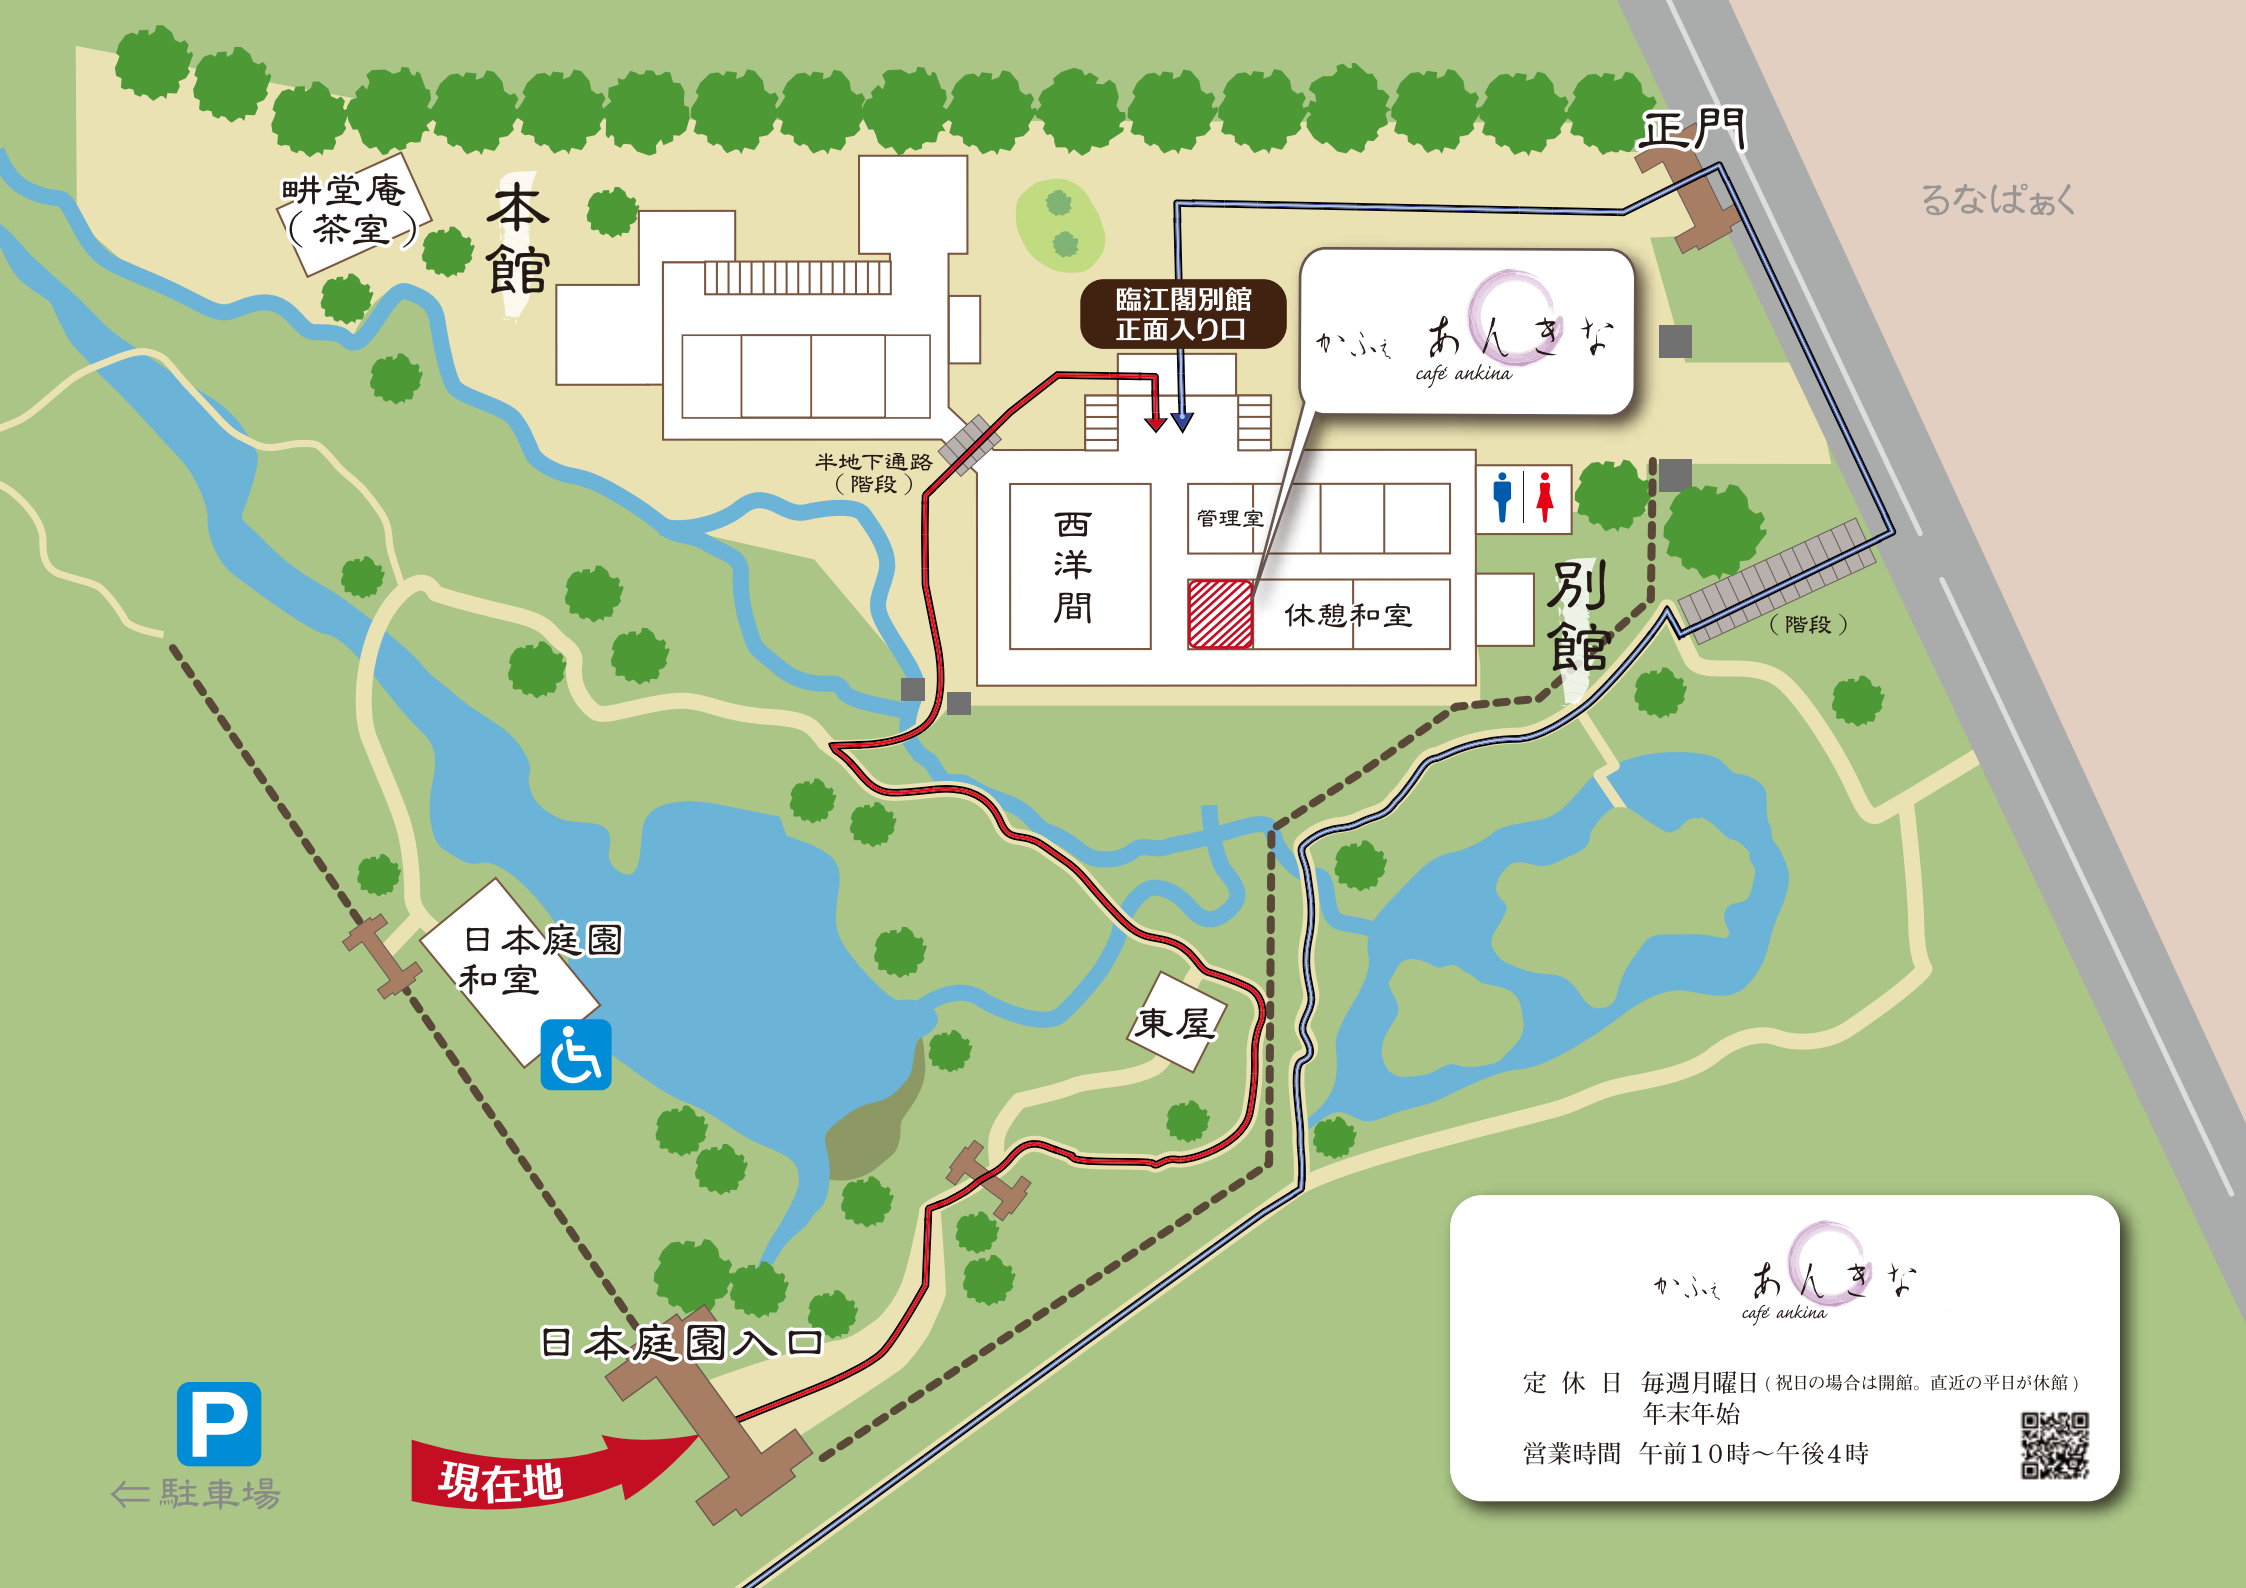 正門
るなぱぁく
畊堂庵
（茶室）
本館
臨江閣別館
正面入り口
かふぇ あんきな
café ankina
半地下通路
（階段）
西洋間
管理室
休憩和室
別館
（階段）
日本庭園
和室
東屋
日本庭園入口
P
⇐駐車場
現在地
かふぇ あんきな
café ankina
定 休 日 毎週月曜日 ( 祝日の場合は開館。直近の平日が休館 )
年末年始
営業時間 午前１０時～午後４時